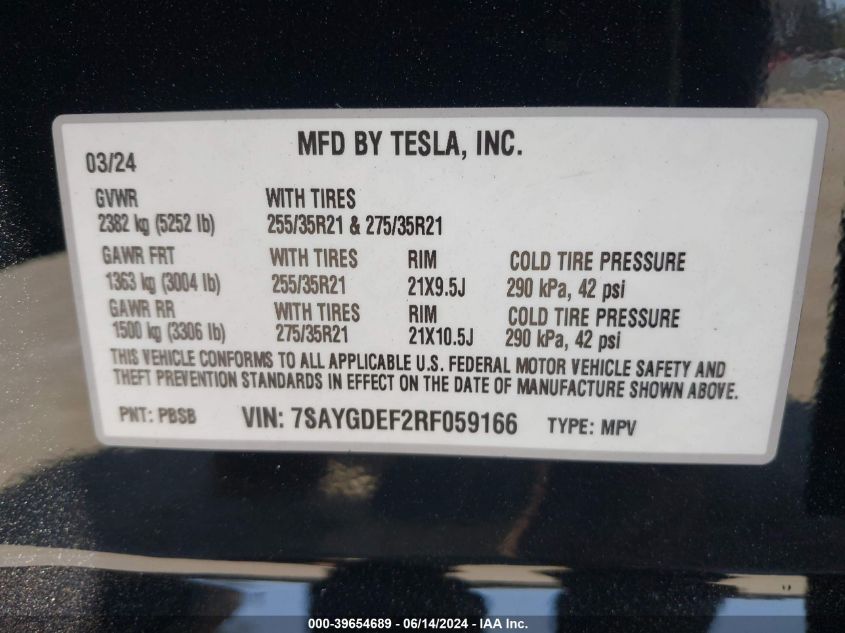 MFD BY TESLA, INC.
03/24
GVWR WITH TIRES
2382 kg (5252 lb) 255/35R21 & 275/35R21
GAWR FRT WITH TIRES RIM COLD TIRE PRESSURE
1363 kg (3004 lb) 255/35R21 21X9.5J 290 kPa, 42 psi
GAWR RR WITH TIRES RIM COLD TIRE PRESSURE
1500 kg (3306 lb) 275/35R21 21X10.5J 290 kPa, 42 psi
THIS VEHICLE CONFORMS TO ALL APPLICABLE U.S. FEDERAL MOTOR VEHICLE SAFETY AND
THEFT PREVENTION STANDARDS IN EFFECT ON THE DATE OF MANUFACTURE SHOWN ABOVE.
PNT: PBSB VIN: 7SAYGDEF2RF059166 TYPE: MPV
000-39654689 - 06/14/2024 - IAA Inc.